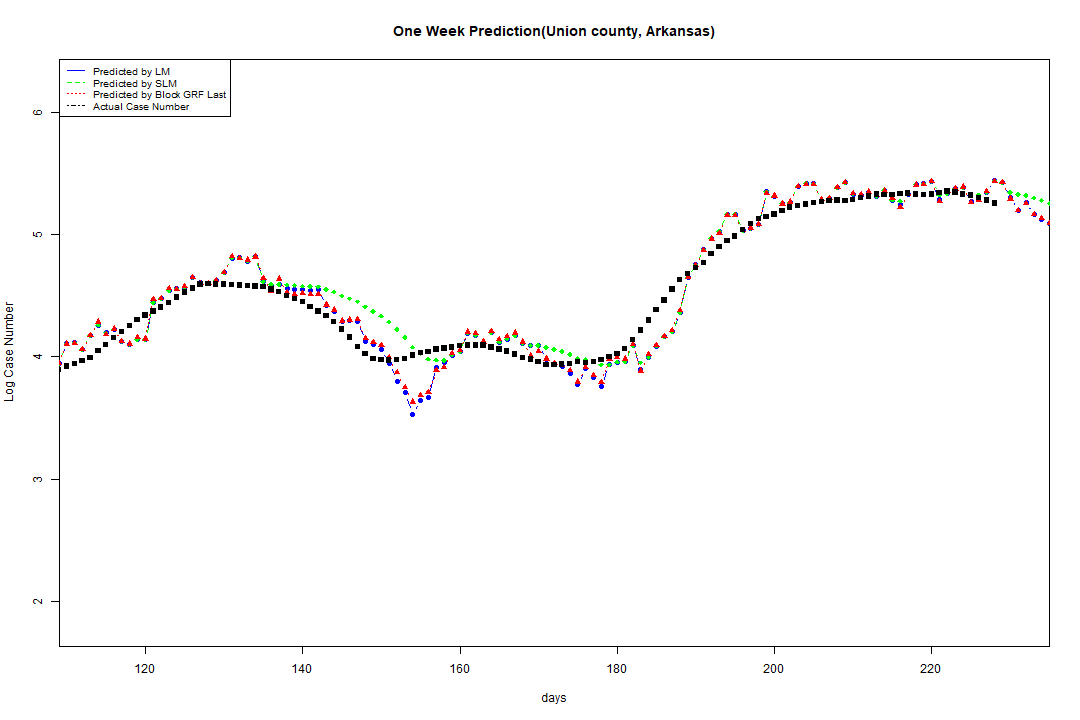 One Week Prediction(Union county, Arkansas)
Predicted by LM
Predicted by SLM
Predicted by Block GRF Last
Actual Case Number
6
5
4
3
2
Log Case Number
120 140 160 180 200 220
days